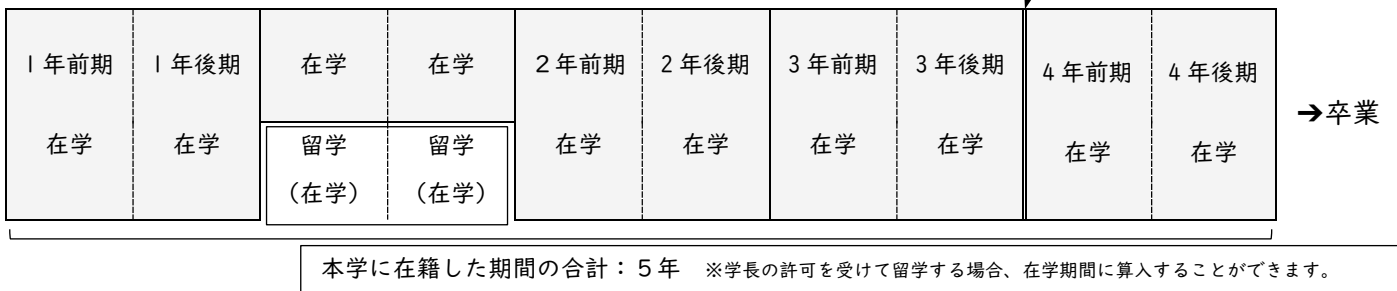 1年前期 1年後期 在学 在学 2年前期 2年後期 3年前期 3年後期 4年前期 4年後期
→卒業
在学 在学 留学 留学 在学 在学 在学 在学 在学 在学
(在学) (在学)
本学に在籍した期間の合計：5年 ※学長の許可を受けて留学する場合、在学期間に算入することができます。